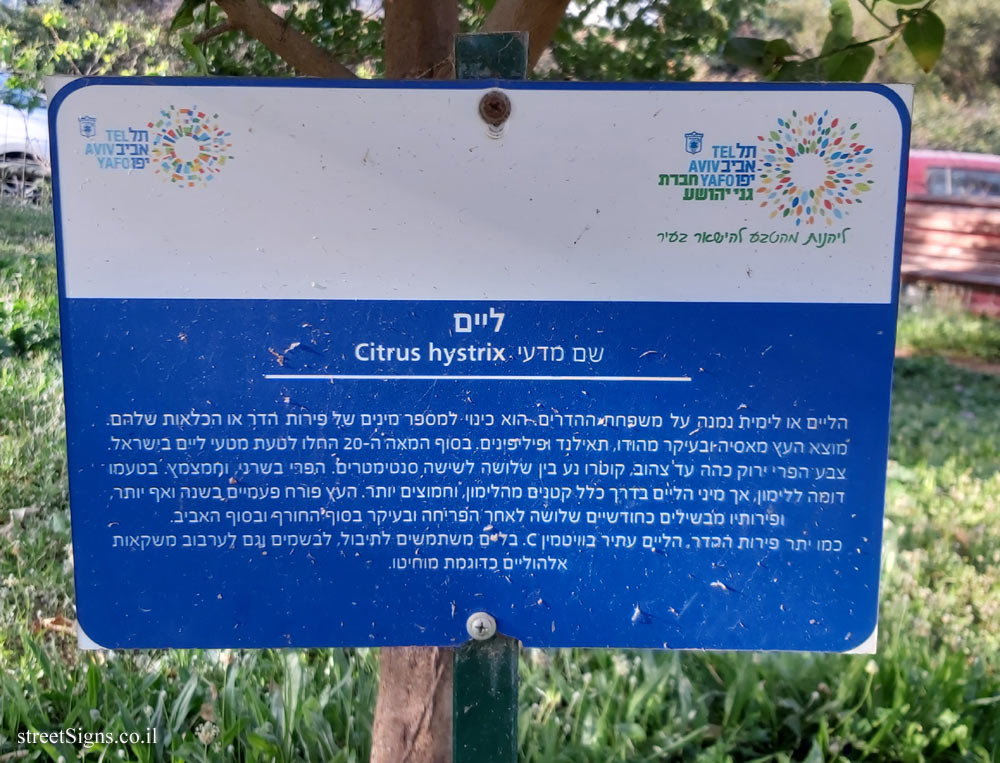 TEL תל
AVIV אביב
YAFO יפו
TEL תל
AVIV אביב
YAFO יפו חברת
גני יהושע
ליהנות מהטבע להישאר בעיר
ליים
שם מדעי Citrus hystrix
הליים או לימית נמנה על משפחת ההדרים. הוא כינוי למספר מינים של פירות הדר או הכלאות שלהם.
מוצא העץ מאסיה ובעיקר מהודו, תאילנד ופיליפינים. בסוף המאה ה-20 החלו לטעת מטעי ליים בישראל.
צבע הפרי ירוק כהה עד צהוב, קוטרו נע בין שלושה לשישה סנטימטרים. הפרי בשרני, וחמצמץ. בטעמו
דומה ללימון, אך מיני הליים בדרך כלל קטנים מהלימון, וחמוצים יותר. העץ פורח פעמיים בשנה ואף יותר,
ופירותיו מבשילים כחודשיים שלושה לאחר הפריחה ובעיקר בסוף החורף ובסוף האביב.
כמו יתר פירות ההדר, הליים עתיר בוויטמין C. בליים משתמשים לתיבול, לבשמים וגם לערבוב משקאות
אלהוליים כדוגמת מוחיטו.
streetSigns.co.il